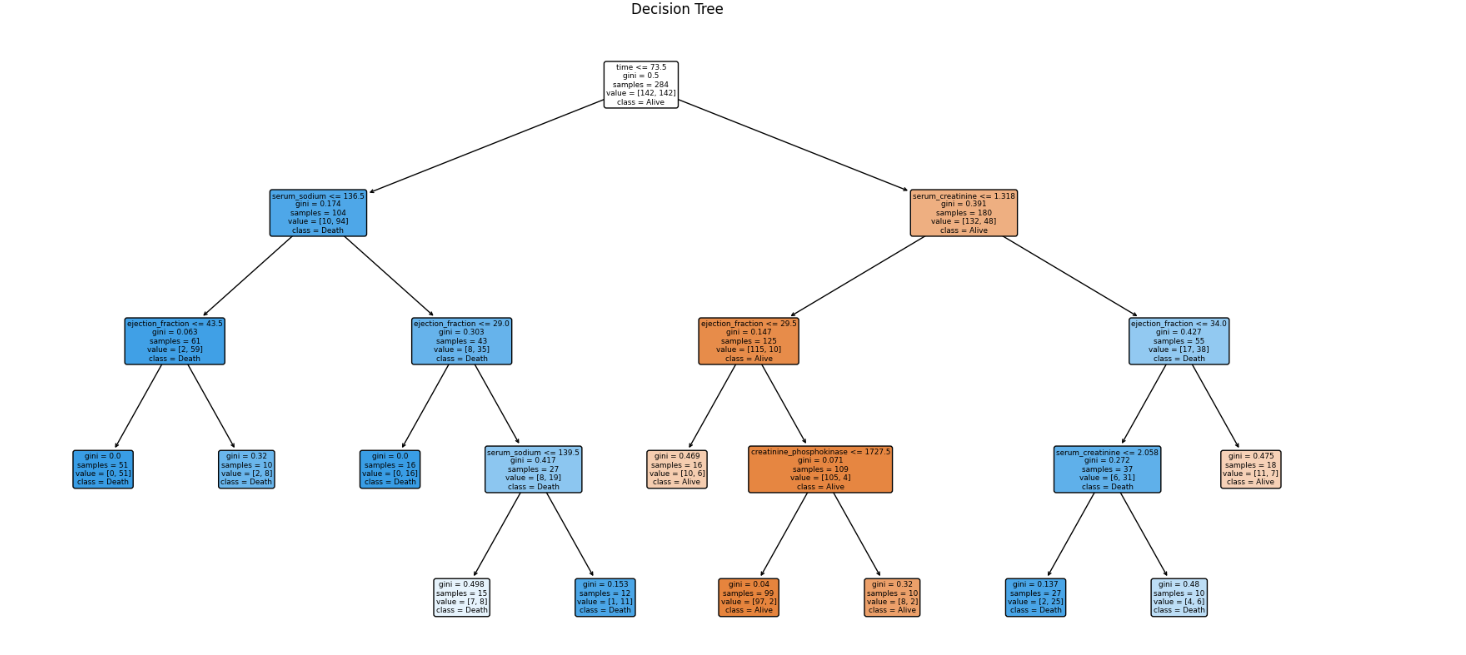 Decision Tree
time <= 73.5
gini = 0.5
samples = 284
value = [142, 142]
class = Alive
serum_sodium <= 136.5
gini = 0.174
samples = 104
value = [10, 94]
class = Death
serum_creatinine <= 1.318
gini = 0.391
samples = 180
value = [132, 48]
class = Alive
ejection_fraction <= 43.5
gini = 0.063
samples = 61
value = [2, 59]
class = Death
ejection_fraction <= 29.0
gini = 0.303
samples = 43
value = [8, 35]
class = Death
ejection_fraction <= 29.5
gini = 0.147
samples = 125
value = [115, 10]
class = Alive
ejection_fraction <= 34.0
gini = 0.427
samples = 55
value = [17, 38]
class = Death
gini = 0.0
samples = 51
value = [0, 51]
class = Death
gini = 0.32
samples = 10
value = [2, 8]
class = Death
gini = 0.0
samples = 16
value = [0, 16]
class = Death
serum_sodium <= 139.5
gini = 0.417
samples = 27
value = [8, 19]
class = Death
gini = 0.469
samples = 16
value = [10, 6]
class = Alive
creatinine_phosphokinase <= 1727.5
gini = 0.071
samples = 109
value = [105, 4]
class = Alive
serum_creatinine <= 2.058
gini = 0.272
samples = 37
value = [6, 31]
class = Death
gini = 0.475
samples = 18
value = [11, 7]
class = Alive
gini = 0.498
samples = 15
value = [7, 8]
class = Death
gini = 0.153
samples = 12
value = [1, 11]
class = Death
gini = 0.04
samples = 99
value = [97, 2]
class = Alive
gini = 0.32
samples = 10
value = [8, 2]
class = Alive
gini = 0.137
samples = 27
value = [2, 25]
class = Death
gini = 0.48
samples = 10
value = [4, 6]
class = Death